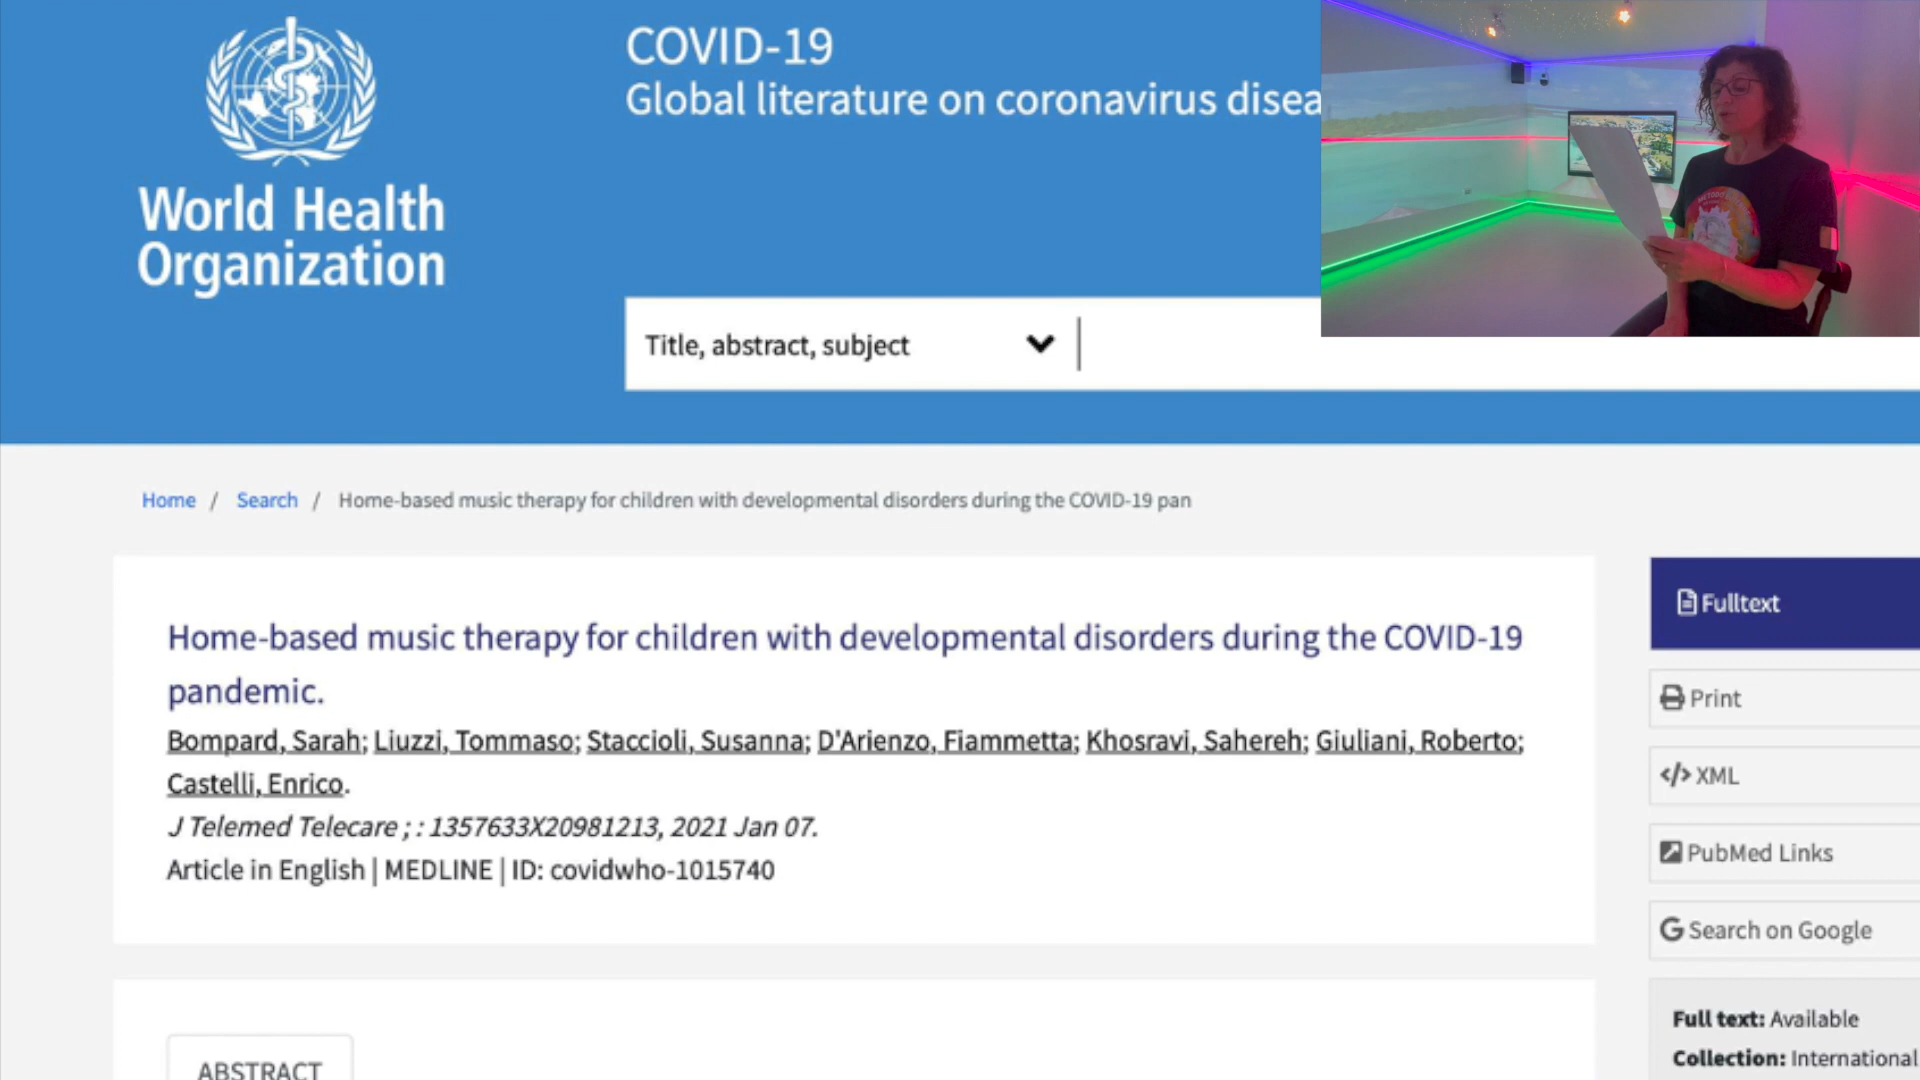 COVID-19
Global literature on coronavirus disea
World Health
Organization
Title, abstract, subject
Home / Search / Home-based music therapy for children with developmental disorders during the COVID-19 pan
Home-based music therapy for children with developmental disorders during the COVID-19
pandemic.
Bompard, Sarah; Liuzzi, Tommaso; Staccioli, Susanna; D'Arienzo, Fiammetta; Khosravi, Sahereh; Giuliani, Roberto;
Castelli, Enrico.
J Telemed Telecare ; : 1357633X20981213, 2021 Jan 07.
Article in English | MEDLINE | ID: covidwho-1015740
ABSTRACT
Fulltext
Print
XML
PubMed Links
Search on Google
Full text: Available
Collection: International